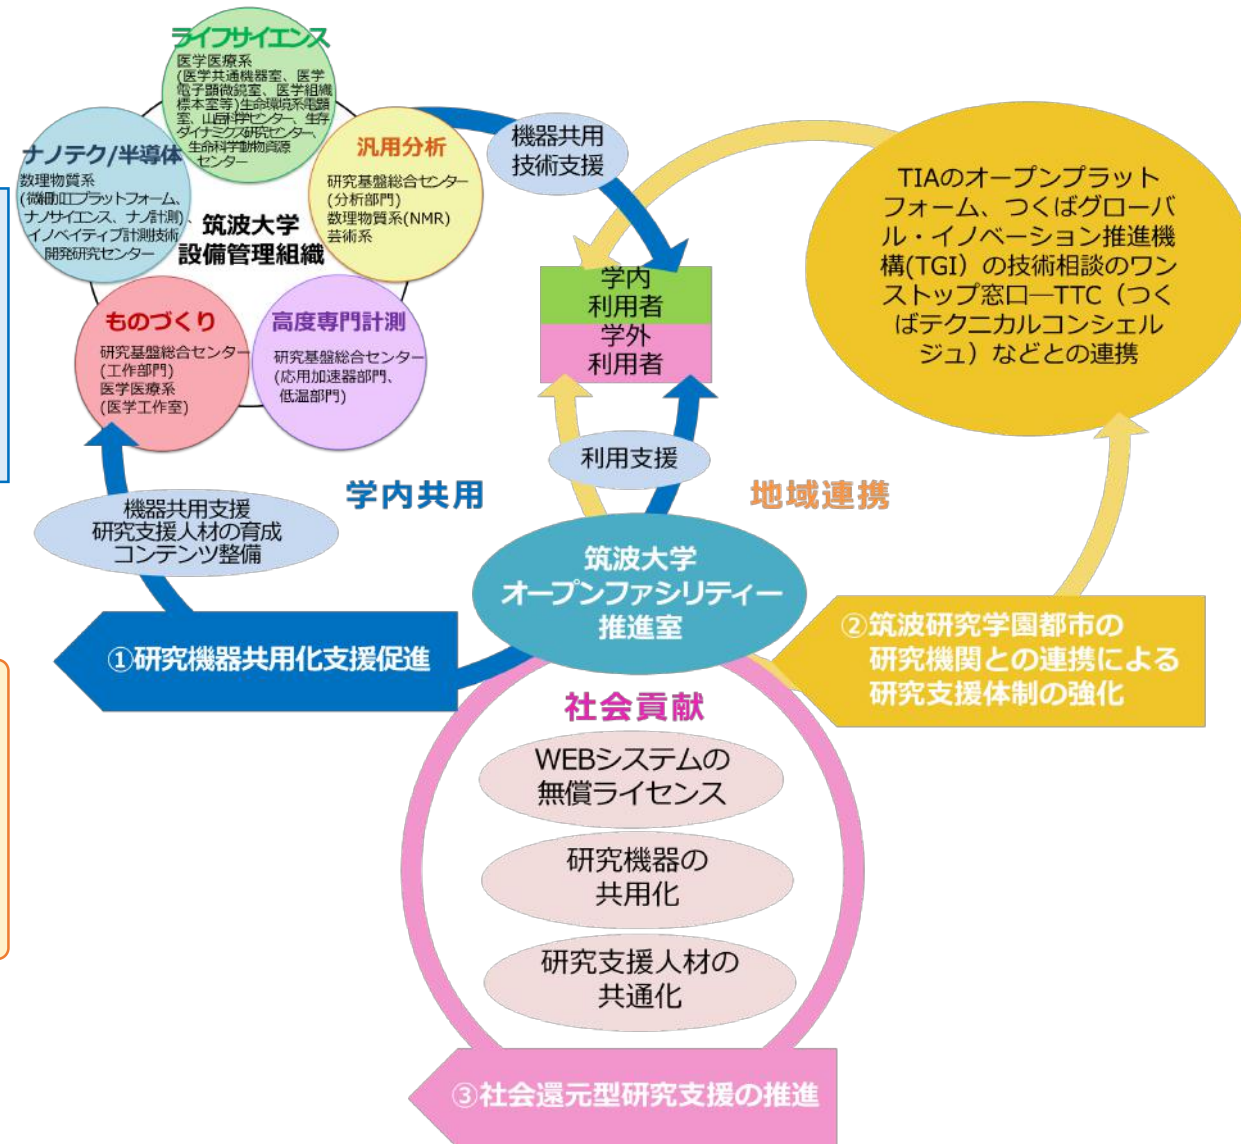 ライフサイエンス
医学医療系
(医学共通機器室、医学
電子顕微鏡室、医学組織
標本室等)生命環境系電顕
室、山岳科学センター、生存
ダイナミクス研究センター、
生命科学動物資源
センター
ナノテク/半導体
数理物質系
(微細加工プラットフォーム、
ナノサイエンス、ナノ計測)、
イノベイティブ計測技術
開発研究センター
汎用分析
研究基盤総合センター
(分析部門)
数理物質系(NMR)
芸術系
筑波大学
設備管理組織
ものづくり
研究基盤総合センター
(工作部門)
医学医療系
(医学工作室)
高度専門計測
研究基盤総合センター
(応用加速器部門、
低温部門)
機器共用
技術支援
学内
利用者
学外
利用者
TIAのオープンプラット
フォーム、つくばグローバ
ル・イノベーション推進機
構(TGI）の技術相談のワン
ストップ窓口―TTC（つく
ばテクニカルコンシェル
ジュ）などとの連携
利用支援
学内共用
地域連携
機器共用支援
研究支援人材の育成
コンテンツ整備
筑波大学
オープンファシリティー
推進室
①研究機器共用化支援促進
②筑波研究学園都市の
研究機関との連携による
研究支援体制の強化
社会貢献
WEBシステムの
無償ライセンス
研究機器の
共用化
研究支援人材の
共通化
③社会還元型研究支援の推進